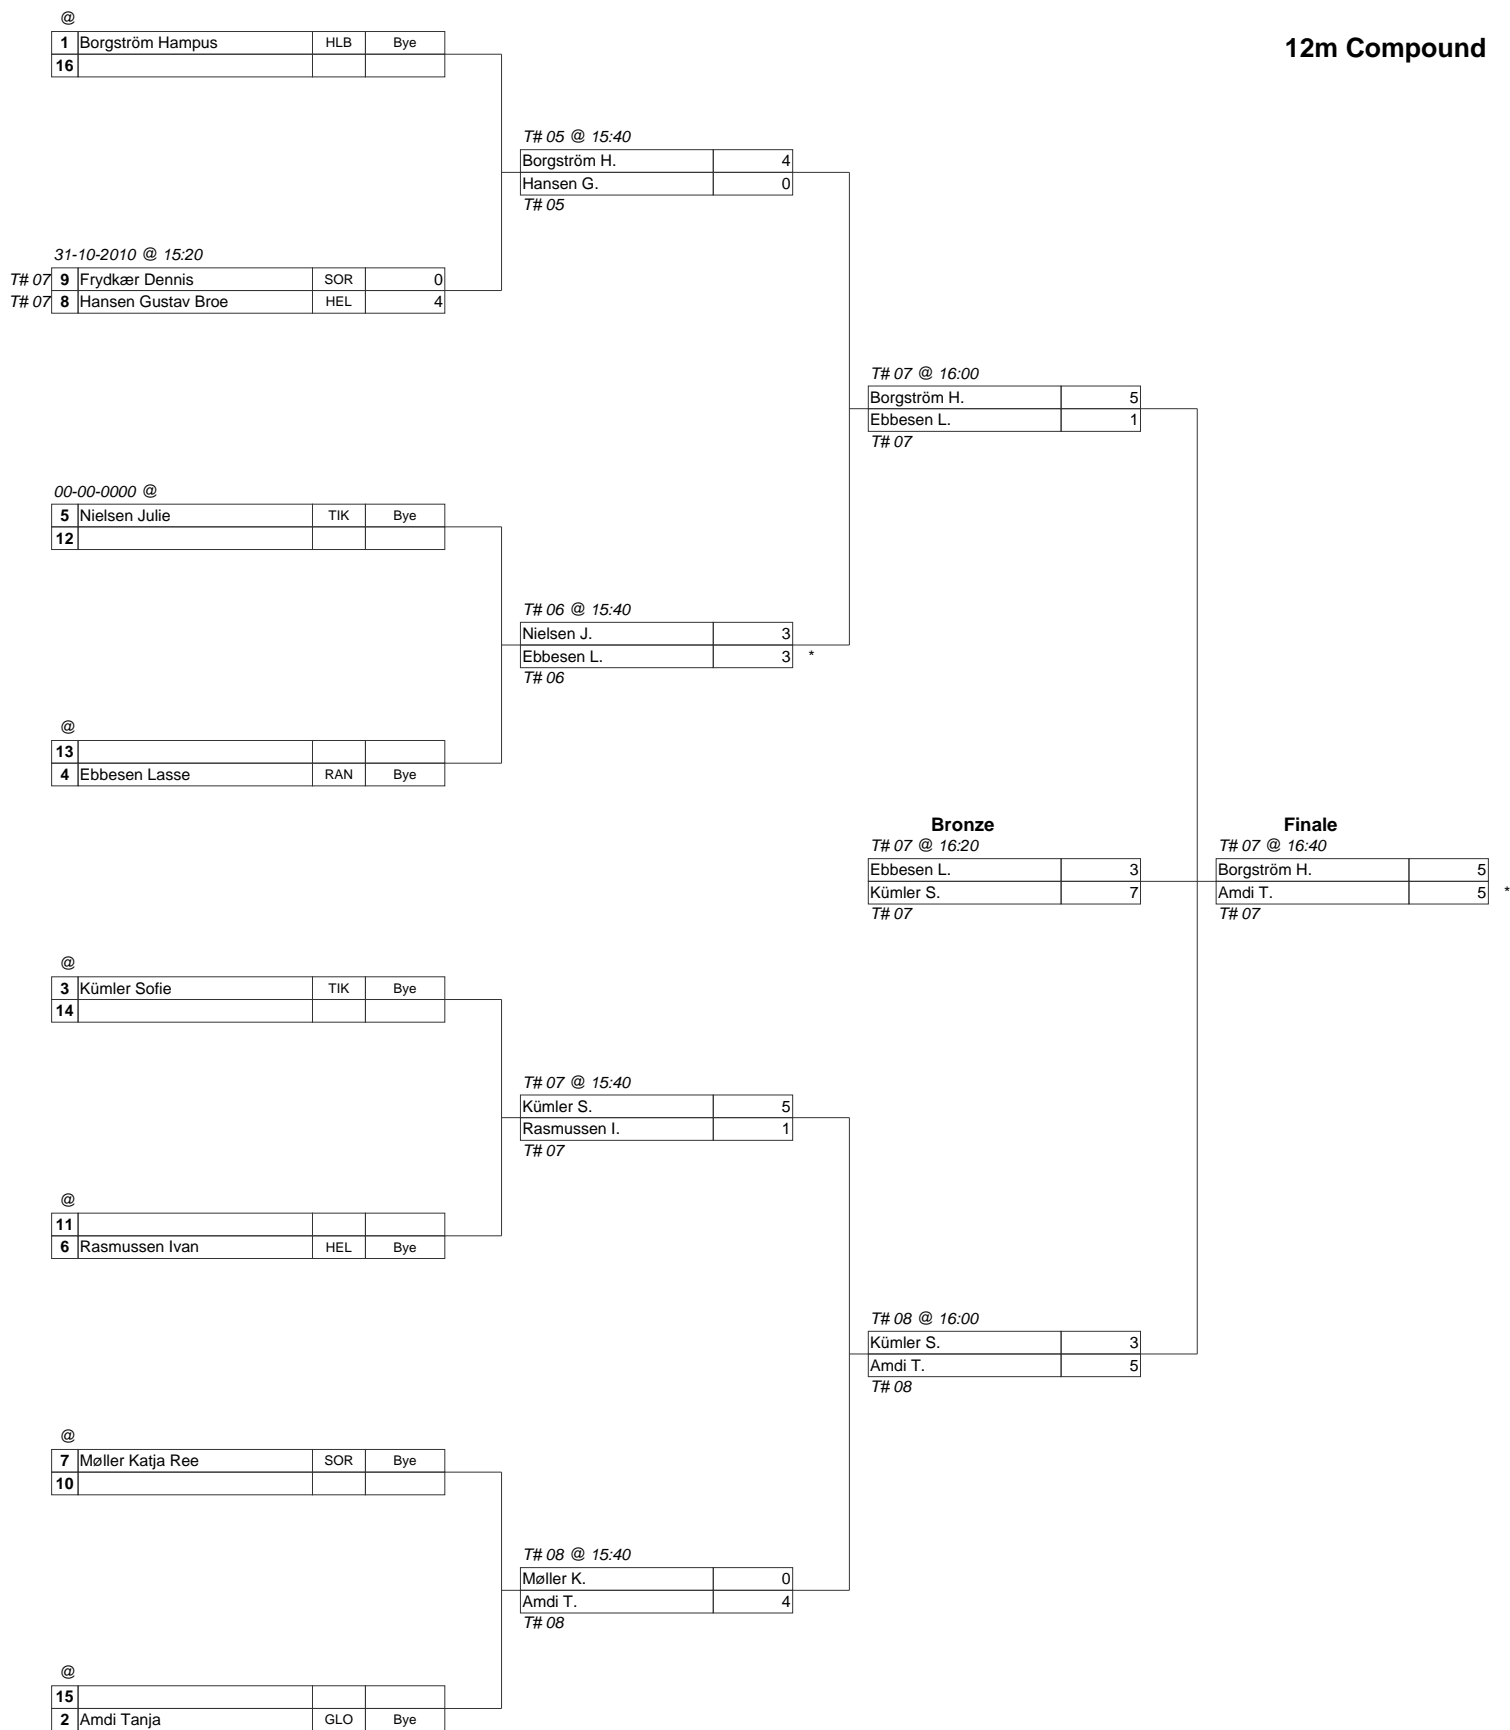 12m Compound
@
1 Borgström Hampus HLB Bye
16
T# 05 @ 15:40
Borgström H. 4
Hansen G. 0
T# 05
31-10-2010 @ 15:20
T# 07 9 Frydkær Dennis SOR 0
T# 07 8 Hansen Gustav Broe HEL 4
T# 07 @ 16:00
Borgström H. 5
Ebbesen L. 1
T# 07
00-00-0000 @
5 Nielsen Julie TIK Bye
12
T# 06 @ 15:40
Nielsen J. 3
Ebbesen L. 3 *
T# 06
@
13
4 Ebbesen Lasse RAN Bye
Bronze
T# 07 @ 16:20
Ebbesen L. 3
Kümler S. 7
T# 07
Finale
T# 07 @ 16:40
Borgström H. 5
Amdi T. 5 *
T# 07
@
3 Kümler Sofie TIK Bye
14
T# 07 @ 15:40
Kümler S. 5
Rasmussen I. 1
T# 07
@
11
6 Rasmussen Ivan HEL Bye
T# 08 @ 16:00
Kümler S. 3
Amdi T. 5
T# 08
@
7 Møller Katja Ree SOR Bye
10
T# 08 @ 15:40
Møller K. 0
Amdi T. 4
T# 08
@
15
2 Amdi Tanja GLO Bye